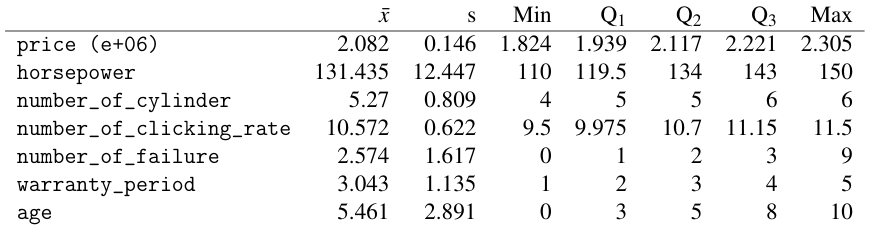 x̄ s Min Q1 Q2 Q3 Max
price (e+06) 2.082 0.146 1.824 1.939 2.117 2.221 2.305
horsepower 131.435 12.447 110 119.5 134 143 150
number_of_cylinder 5.27 0.809 4 5 5 6 6
number_of_clicking_rate 10.572 0.622 9.5 9.975 10.7 11.15 11.5
number_of_failure 2.574 1.617 0 1 2 3 9
warranty_period 3.043 1.135 1 2 3 4 5
age 5.461 2.891 0 3 5 8 10